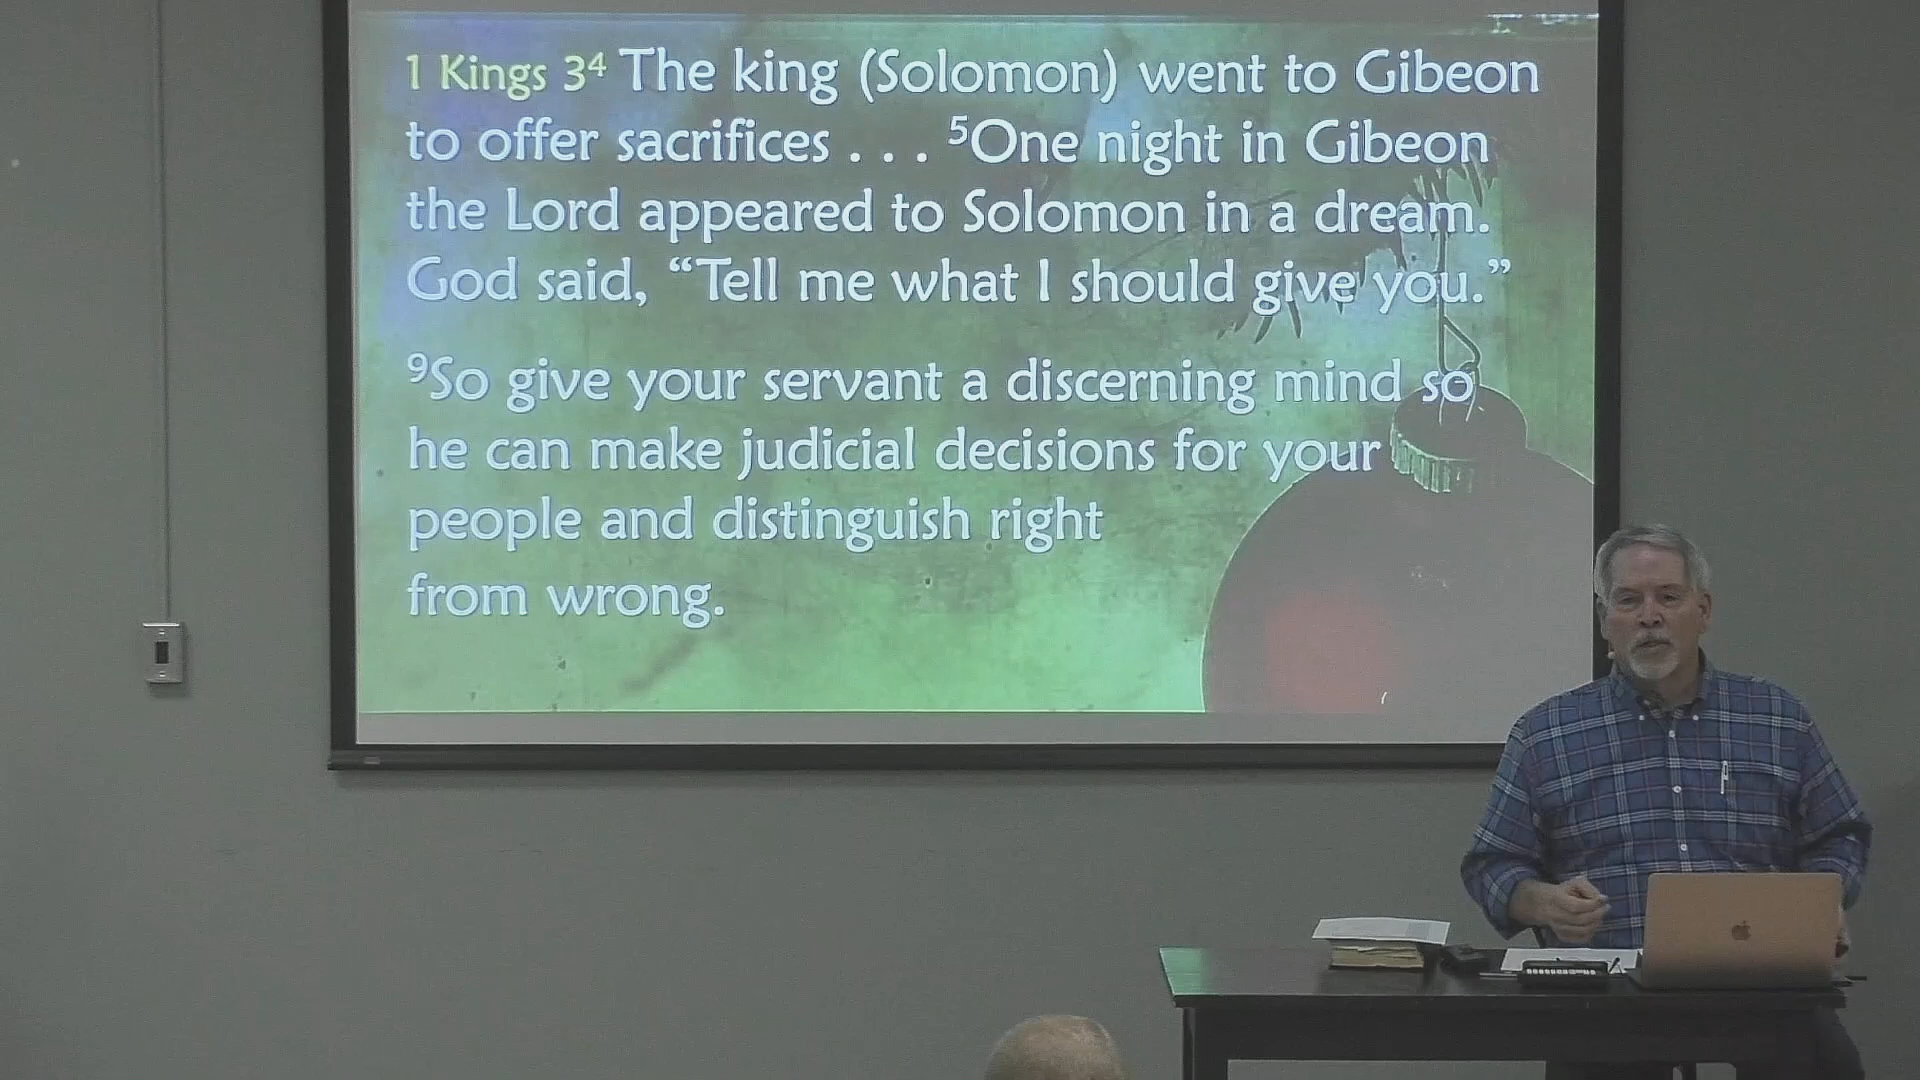 1 Kings 3⁴ The king (Solomon) went to Gibeon
to offer sacrifices . . . ⁵One night in Gibeon
the Lord appeared to Solomon in a dream.
God said, “Tell me what I should give you.”
⁹So give your servant a discerning mind so
he can make judicial decisions for your
people and distinguish right
from wrong.